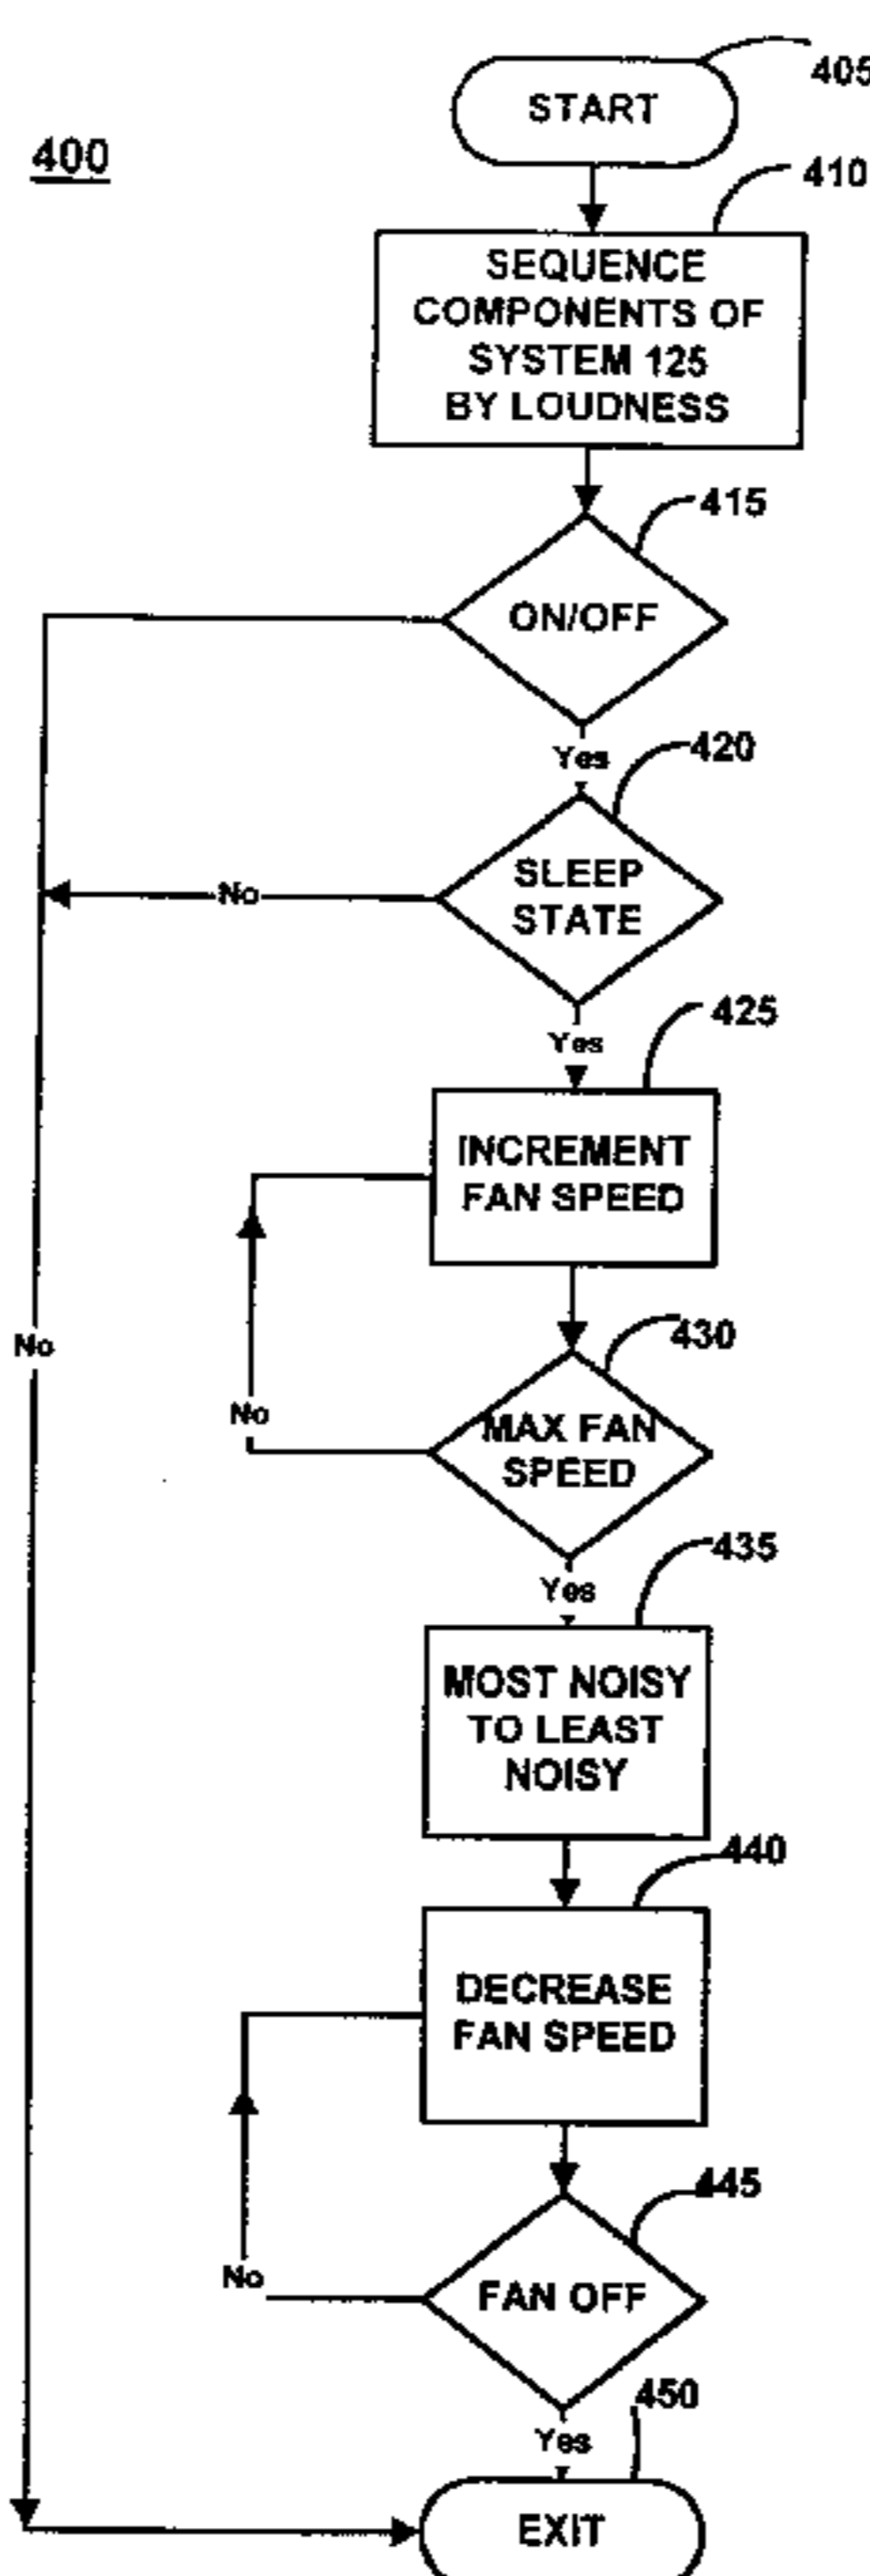 405
START
400
410
SEQUENCE
COMPONENTS OF
SYSTEM 125
BY LOUDNESS
415
ON/OFF
Yes
420
SLEEP
STATE
No
Yes
425
INCREMENT
FAN SPEED
No
430
MAX FAN
SPEED
No
Yes
435
MOST NOISY
TO LEAST
NOISY
440
DECREASE
FAN SPEED
445
FAN OFF
No
Yes
450
EXIT